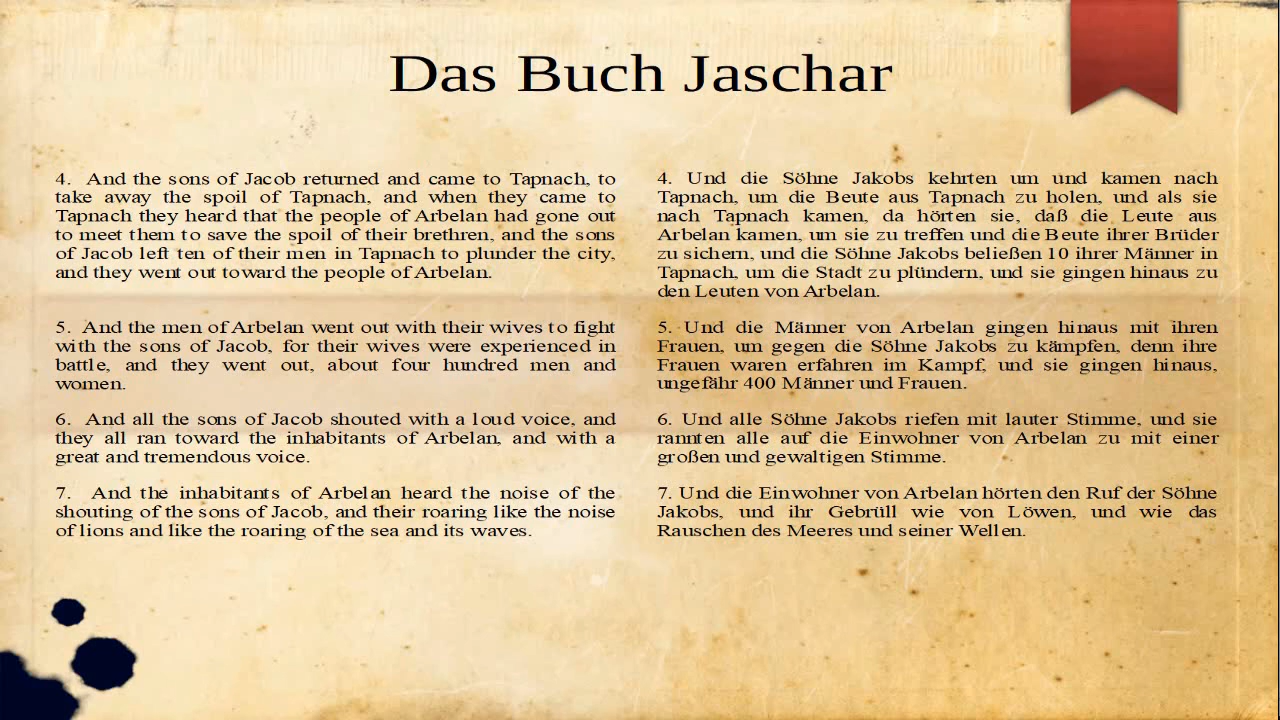 Das Buch Jaschar
4. And the sons of Jacob returned and came to Tapnach, to
take away the spoil of Tapnach, and when they came to
Tapnach they heard that the people of Arbelan had gone out
to meet them to save the spoil of their brethren, and the sons
of Jacob left ten of their men in Tapnach to plunder the city,
and they went out toward the people of Arbelan.
5. And the men of Arbelan went out with their wives to fight
with the sons of Jacob, for their wives were experienced in
battle, and they went out, about four hundred men and
women.
6. And all the sons of Jacob shouted with a loud voice, and
they all ran toward the inhabitants of Arbelan, and with a
great and tremendous voice.
7. And the inhabitants of Arbelan heard the noise of the
shouting of the sons of Jacob, and their roaring like the noise
of lions and like the roaring of the sea and its waves.
4. Und die Söhne Jakobs kehrten um und kamen nach
Tapnach, um die Beute aus Tapnach zu holen, und als sie
nach Tapnach kamen, da hörten sie, daß die Leute aus
Arbelan kamen, um sie zu treffen und die Beute ihrer Brüder
zu sichern, und die Söhne Jakobs beließen 10 ihrer Männer in
Tapnach, um die Stadt zu plündern, und sie gingen hinaus zu
den Leuten von Arbelan.
5. Und die Männer von Arbelan gingen hinaus mit ihren
Frauen, um gegen die Söhne Jakobs zu kämpfen, denn ihre
Frauen waren erfahren im Kampf, und sie gingen hinaus,
ungefähr 400 Männer und Frauen.
6. Und alle Söhne Jakobs riefen mit lauter Stimme, und sie
rannten alle auf die Einwohner von Arbelan zu mit einer
großen und gewaltigen Stimme.
7. Und die Einwohner von Arbelan hörten den Ruf der Söhne
Jakobs, und ihr Gebrüll wie von Löwen, und wie das
Rauschen des Meeres und seiner Wellen.